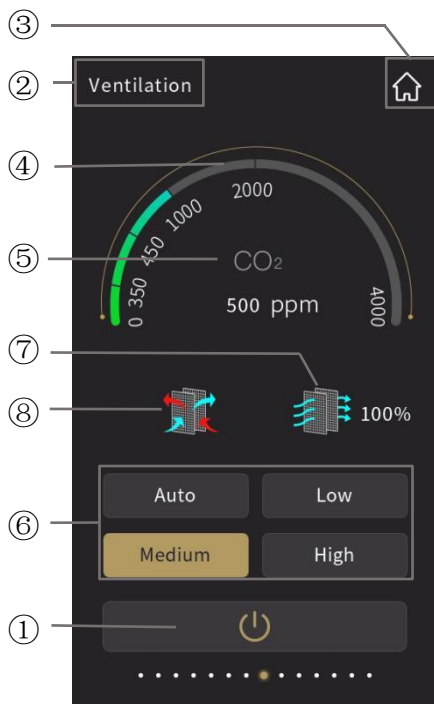 ③
② Ventilation
④
2000
1000
450
350
0
4000
⑤ CO₂
500 ppm
⑦
⑧
100%
Auto Low
⑥
Medium High
①